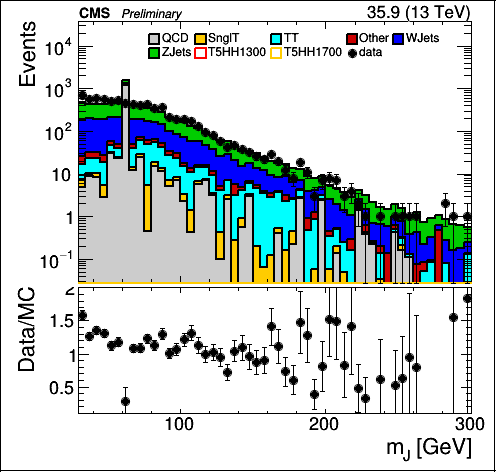 CMS Preliminary 35.9 (13 TeV)
QCD SnglT TT Other WJets
ZJets T5HH1300 T5HH1700 data
Events
10⁴
10³
10²
10
1
10⁻¹
Data/MC
2
1.5
1
0.5
100 200 300
m_J [GeV]